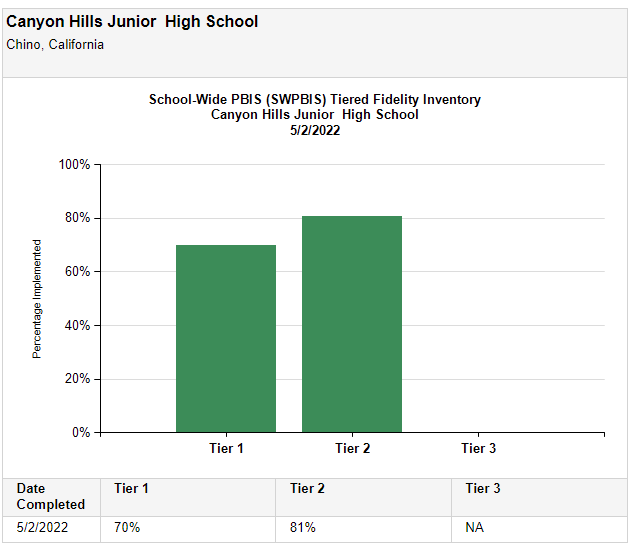 Canyon Hills Junior  High School
Chino, California
School-Wide PBIS (SWPBIS) Tiered Fidelity Inventory
Canyon Hills Junior  High School
5/2/2022
100%
80%
60%
40%
20%
0%
Percentage Implemented
Tier 1 Tier 2 Tier 3
Date Completed Tier 1 Tier 2 Tier 3
5/2/2022 70% 81% NA